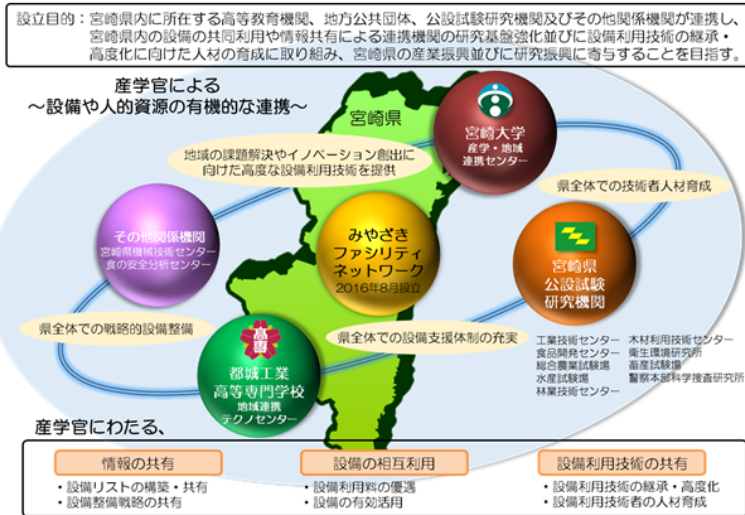 設立目的：宮崎県内に所在する高等教育機関、地方公共団体、公設試験研究機関及びその他関係機関が連携し、
宮崎県内の設備の共同利用や情報共有による連携機関の研究基盤強化並びに設備利用技術の継承・
高度化に向けた人材の育成に取り組み、宮崎県の産業振興並びに研究振興に寄与することを目指す。
産学官による
～設備や人的資源の有機的な連携～
宮崎県
宮崎大学
産学・地域
連携センター
地域の課題解決やイノベーション創出に
向けた高度な設備利用技術を提供
県全体での技術者人材育成
その他関係機関
宮崎県機械技術センター
食の安全分析センター
みやざき
ファシリティ
ネットワーク
2016年8月設立
宮崎県
公設試験
研究機関
県全体での戦略的設備整備
県全体での設備支援体制の充実
高専
都城工業
高等専門学校
地域連携
テクノセンター
工業技術センター
食品開発センター
総合農業試験場
水産試験場
林業技術センター
木材利用技術センター
衛生環境研究所
畜産試験場
警察本部科学捜査研究所
産学官にわたる、
情報の共有
・設備リストの構築・共有
・設備整備戦略の共有
設備の相互利用
・設備利用料の優遇
・設備の有効活用
設備利用技術の共有
・設備利用技術の継承・高度化
・設備利用技術者の人材育成